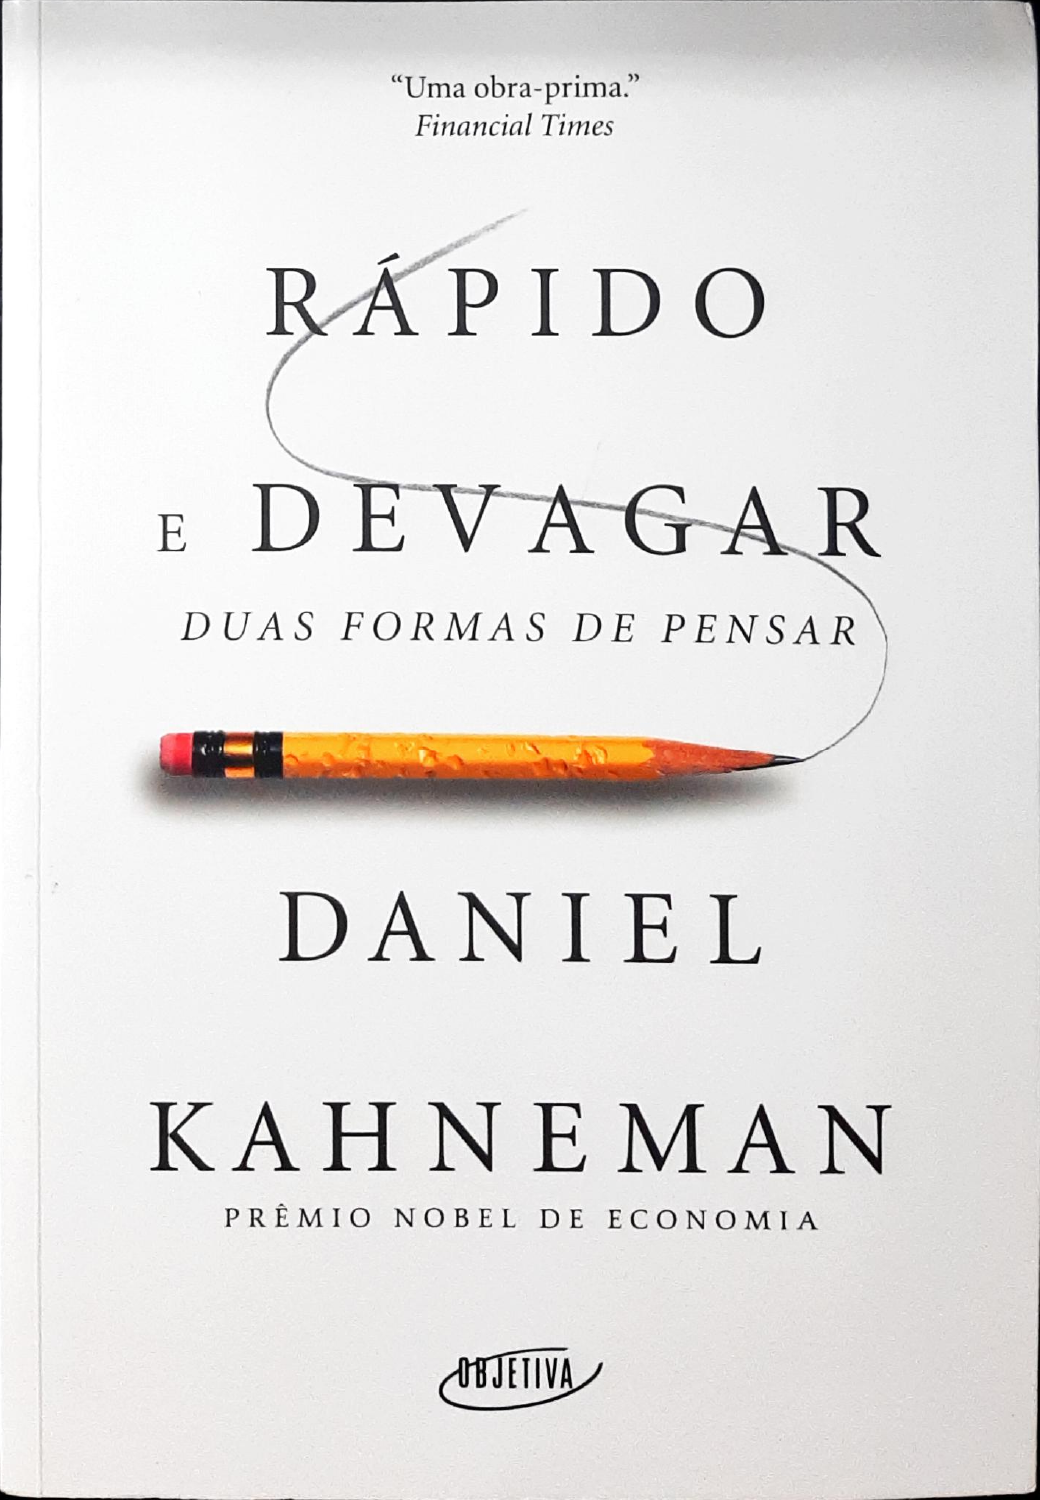 “Uma obra-prima.”
Financial Times
RÁPIDO
E DEVAGAR
DUAS FORMAS DE PENSAR
DANIEL
KAHNEMAN
PRÊMIO NOBEL DE ECONOMIA
OBJETIVA